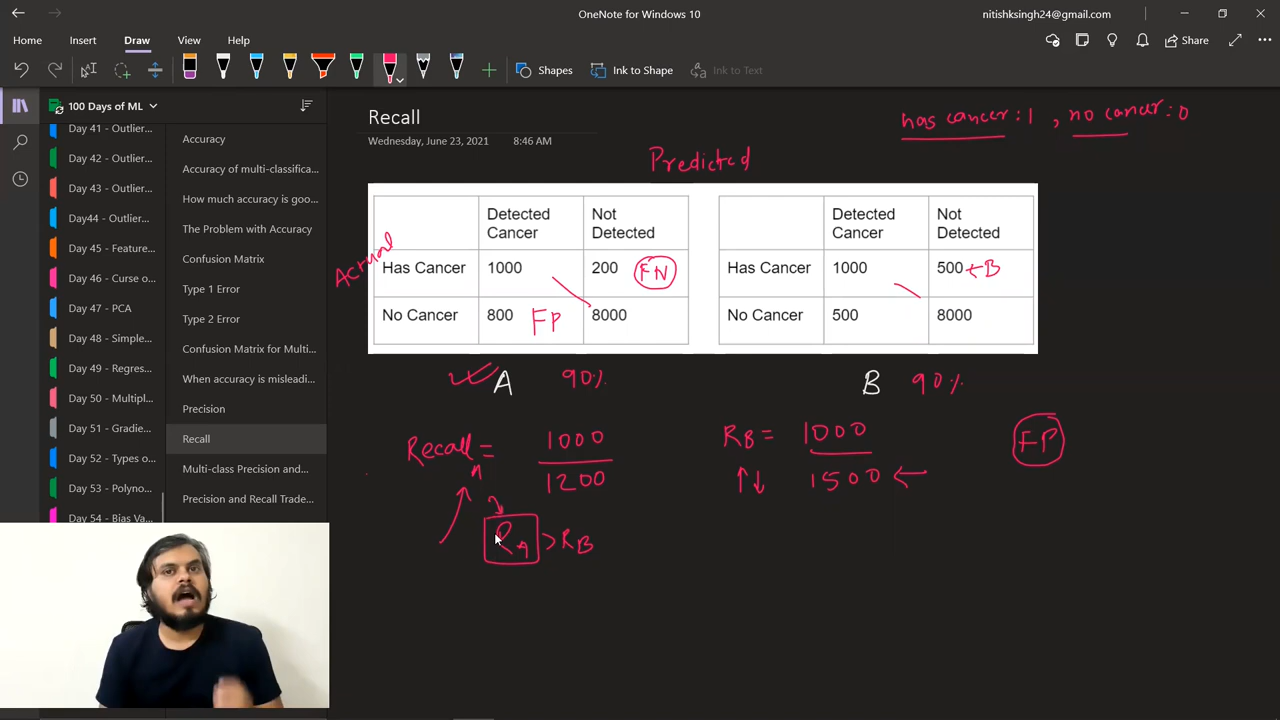 OneNote for Windows 10
nitishksingh24@gmail.com
Home Insert Draw View Help
Share
Shapes
Ink to Shape
Ink to Text
100 Days of ML
Day 41 - Outlier...
Day 42 - Outlier...
Day 43 - Outlier...
Day44 - Outlier...
Day 45 - Feature...
Day 46 - Curse o...
Day 47 - PCA
Day 48 - Simple...
Day 49 - Regres...
Day 50 - Multipl...
Day 51 - Gradie...
Day 52 - Types o...
Day 53 - Polyno...
Day 54 - Bias Va...
Accuracy
Accuracy of multi-classifica...
How much accuracy is goo...
The Problem with Accuracy
Confusion Matrix
Type 1 Error
Type 2 Error
Confusion Matrix for Multi...
When accuracy is misleadi...
Precision
Recall
Multi-class Precision and...
Precision and Recall Trade...
Recall
Wednesday, June 23, 2021 8:46 AM
has cancer: 1 , no cancer: 0
Predicted
Actual
Detected Cancer Not Detected
Has Cancer 1000 200 FN
No Cancer 800 FP 8000
Detected Cancer Not Detected
Has Cancer 1000 500 ←B
No Cancer 500 8000
A 90%
B 90%
Recall = 1000
1200
RA > RB
RB = 1000
1500
FP